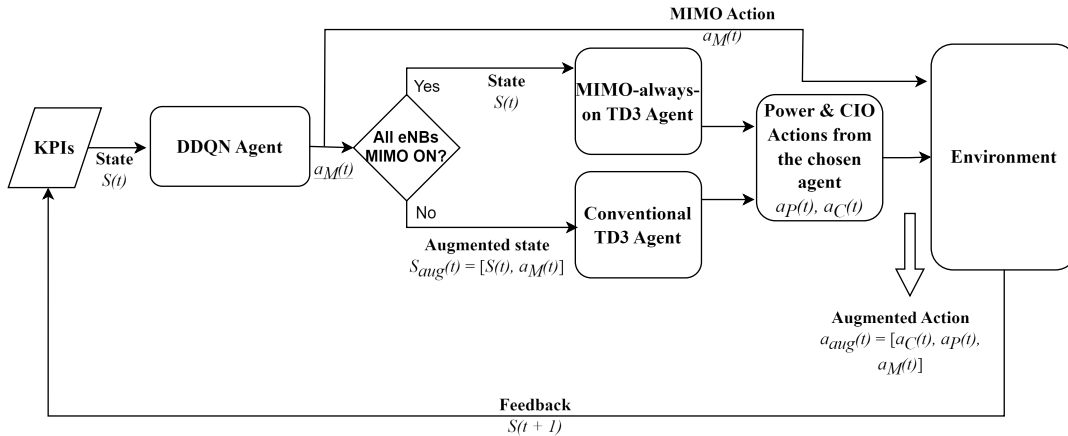 MIMO Action
a_M(t)
KPIs
State
S(t)
DDQN Agent
a_M(t)
All eNBs
MIMO ON?
Yes
No
State
S(t)
MIMO-always-
on TD3 Agent
Augmented state
S_aug(t) = [S(t), a_M(t)]
Conventional
TD3 Agent
Power & CIO
Actions from
the chosen
agent
a_P(t), a_C(t)
Environment
Augmented Action
a_aug(t) = [a_C(t), a_P(t),
a_M(t)]
Feedback
S(t + 1)